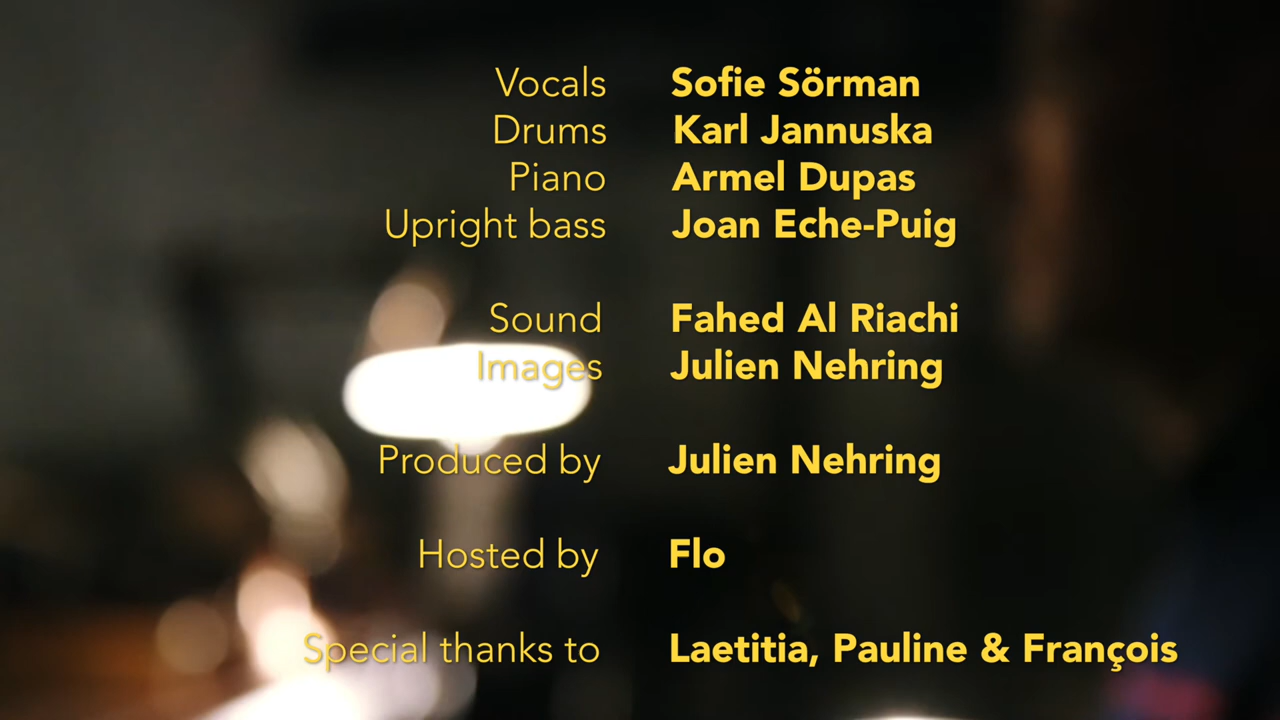 Vocals Sofie Sörman
Drums Karl Jannuska
Piano Armel Dupas
Upright bass Joan Eche-Puig
Sound Fahed Al Riachi
Images Julien Nehring
Produced by Julien Nehring
Hosted by Flo
Special thanks to Laetitia, Pauline & François